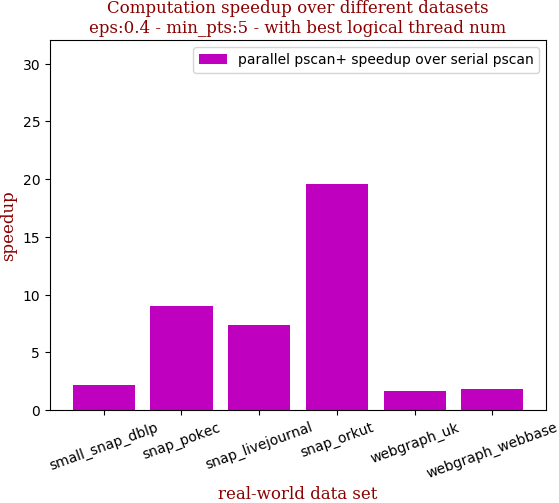 Computation speedup over different datasets
eps:0.4 - min_pts:5 - with best logical thread num
parallel pscan+ speedup over serial pscan
speedup
30
25
20
15
10
5
0
small_snap_dblp
snap_pokec
snap_livejournal
snap_orkut
webgraph_uk
webgraph_webbase
real-world data set